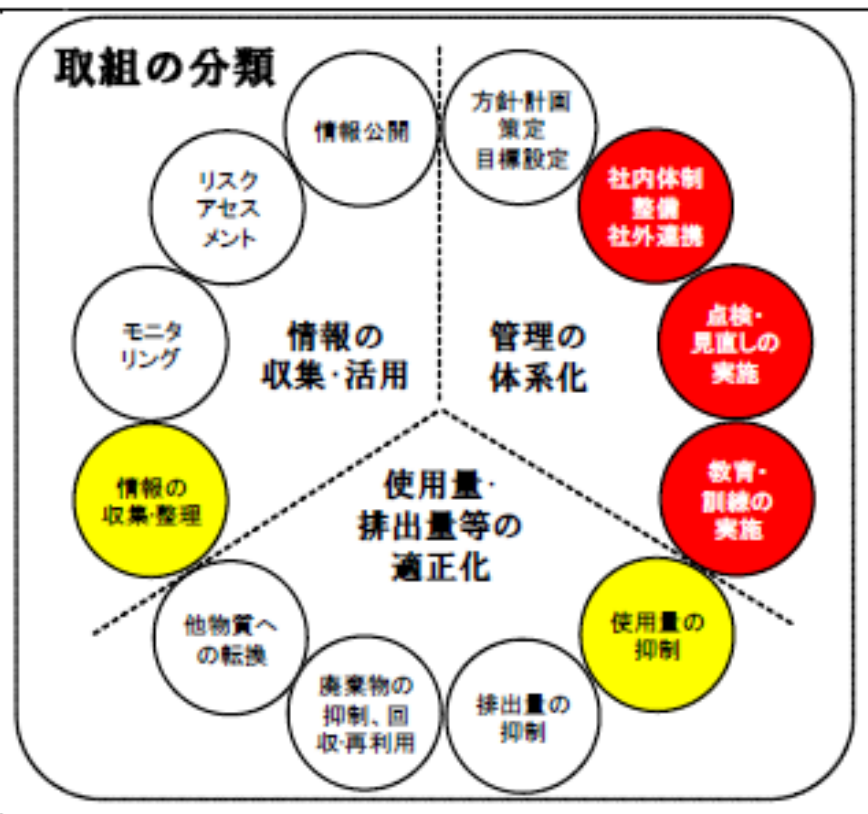 取組の分類
情報公開
方針・計画
策定
目標設定
リスク
アセス
メント
社内体制
整備
社外連携
モニタ
リング
情報の
収集・活用
管理の
体系化
点検・
見直しの
実施
情報の
収集・整理
使用量・
排出量等の
適正化
教育・
訓練の
実施
他物質へ
の転換
使用量の
抑制
廃棄物の
抑制、回
収・再利用
排出量の
抑制